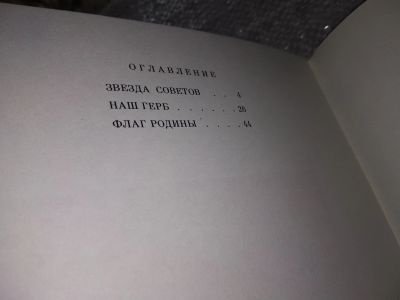 ОГЛАВЛЕНИЕ
ЗВЕЗДА СОВЕТОВ . . 4
НАШ ГЕРБ . . . . . . 26
ФЛАГ РОДИНЫ . . . . 44